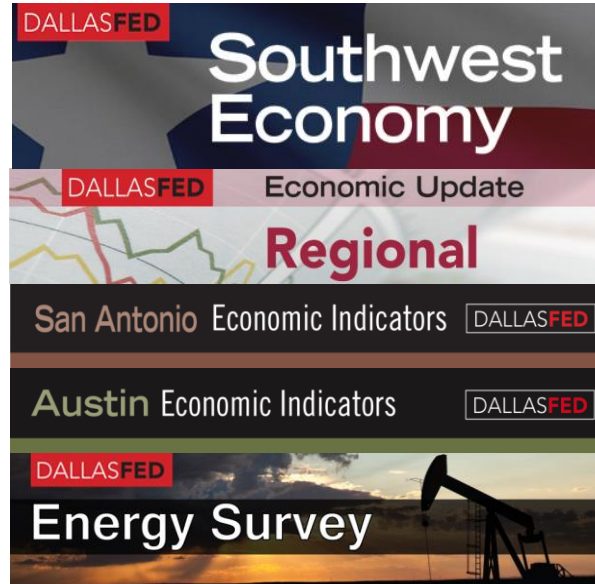 DALLASFED
Southwest
Economy
DALLASFED Economic Update
Regional
San Antonio Economic Indicators DALLASFED
Austin Economic Indicators DALLASFED
DALLASFED
Energy Survey